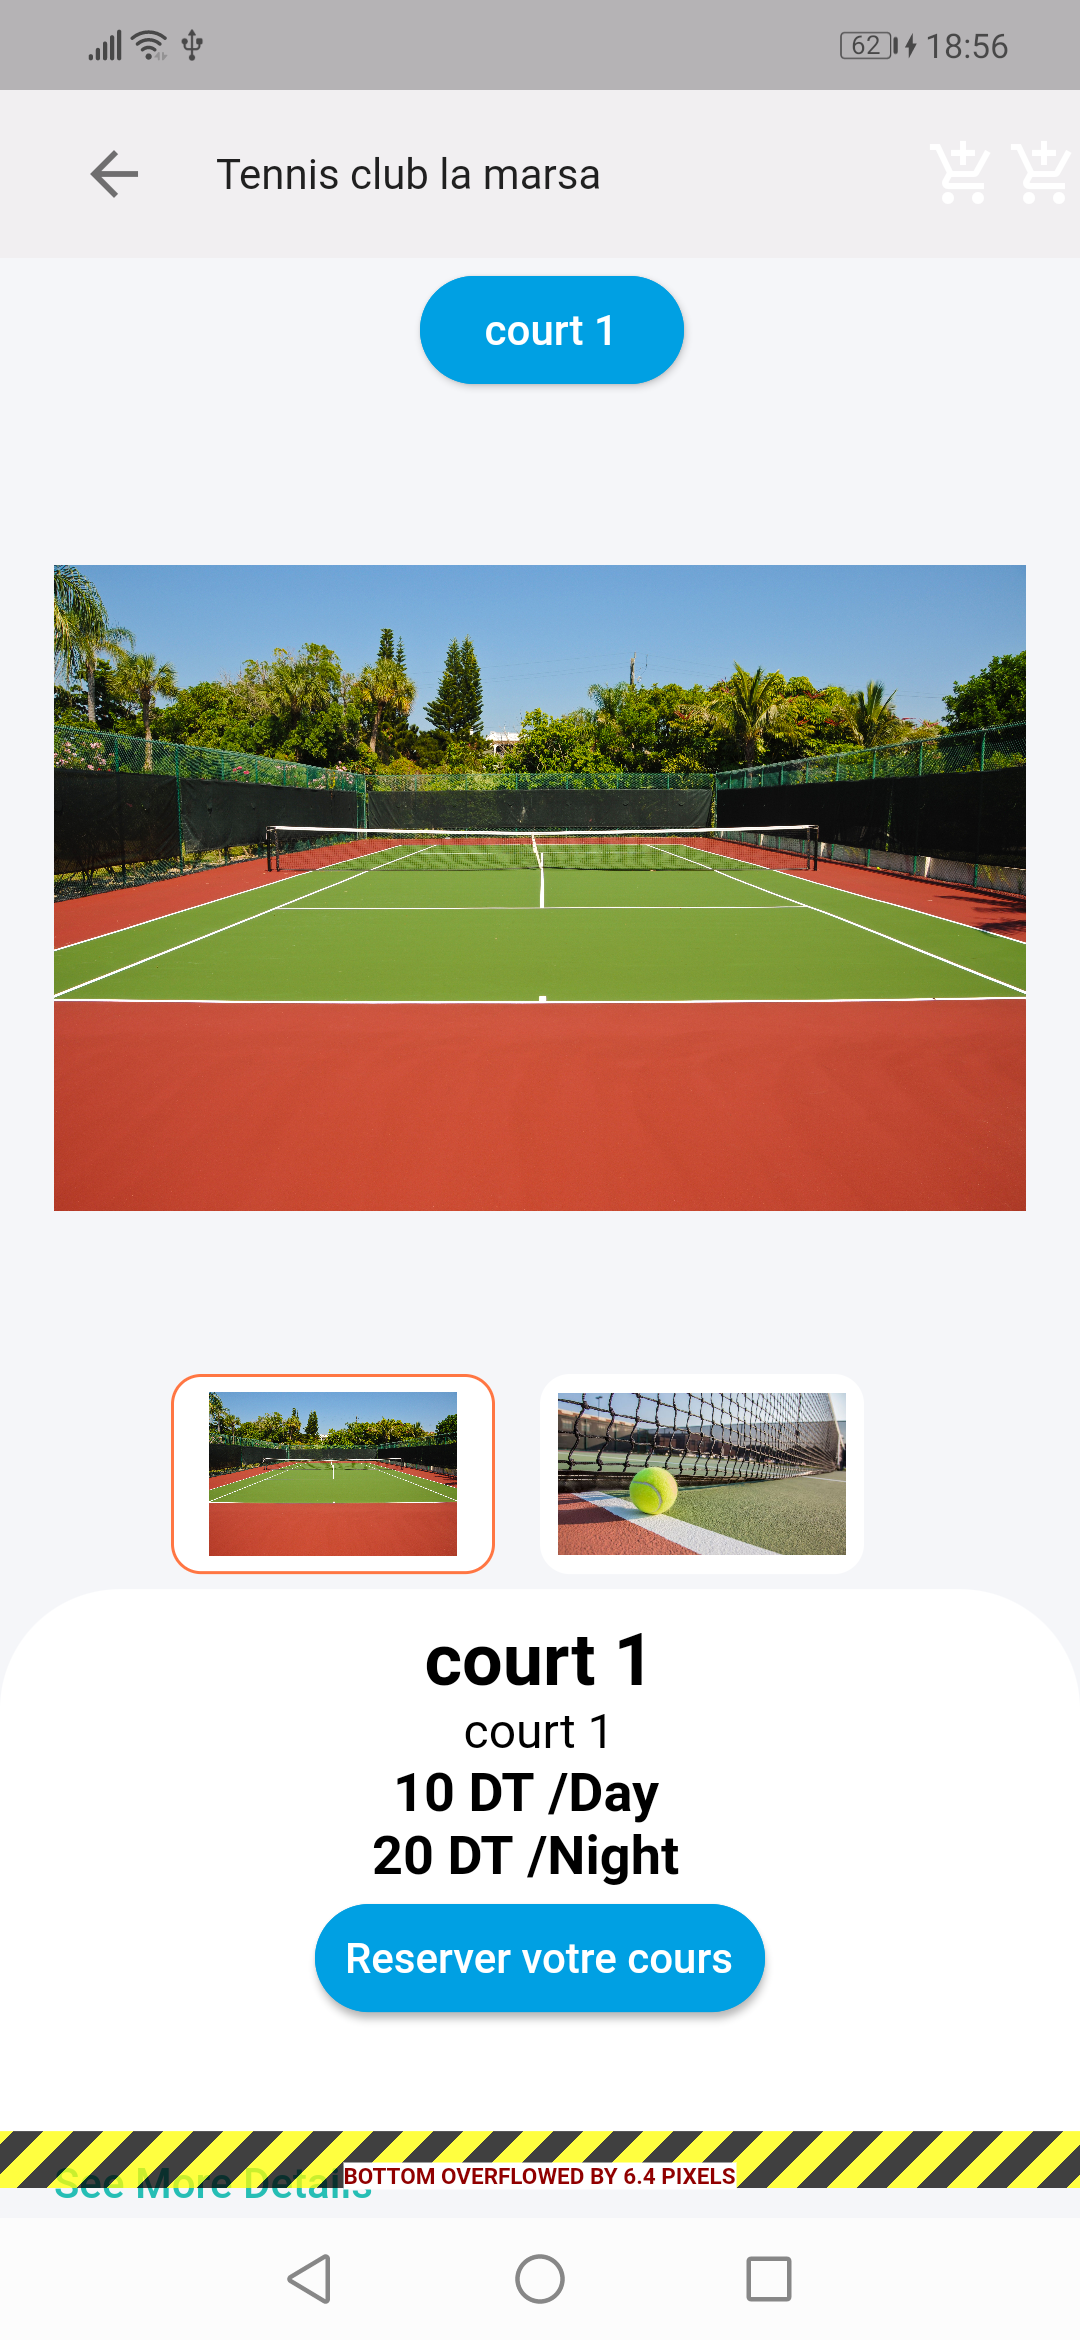 62 18:56
Tennis club la marsa
court 1
court 1
court 1
10 DT /Day
20 DT /Night
Reserver votre cours
See More Details
BOTTOM OVERFLOWED BY 6.4 PIXELS